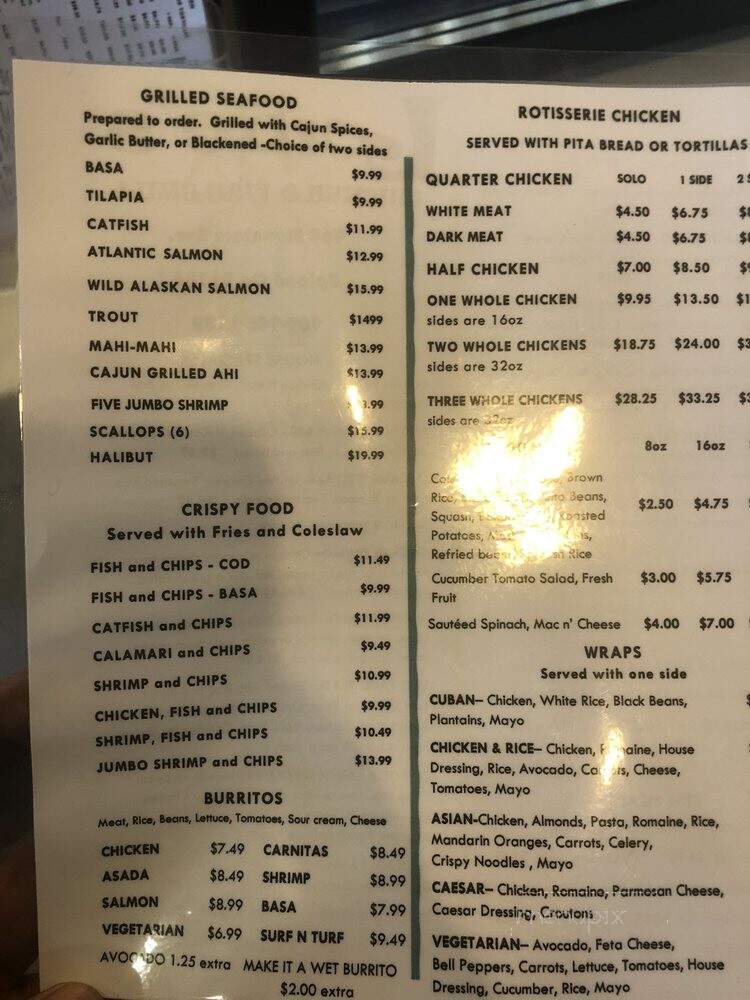 GRILLED SEAFOOD
Prepared to order. Grilled with Cajun Spices,
Garlic Butter, or Blackened -Choice of two sides
BASA $9.99
TILAPIA $9.99
CATFISH $11.99
ATLANTIC SALMON $12.99
WILD ALASKAN SALMON $15.99
TROUT $1499
MAHI-MAHI $13.99
CAJUN GRILLED AHI $13.99
FIVE JUMBO SHRIMP
SCALLOPS (6) $15.99
HALIBUT $19.99
CRISPY FOOD
Served with Fries and Coleslaw
FISH and CHIPS - COD $11.49
FISH and CHIPS - BASA $9.99
CATFISH and CHIPS $11.99
CALAMARI and CHIPS $9.49
SHRIMP and CHIPS $10.99
CHICKEN, FISH and CHIPS $9.99
SHRIMP, FISH and CHIPS $10.49
JUMBO SHRIMP and CHIPS $13.99
BURRITOS
Meat, Rice, Beans, Lettuce, Tomatoes, Sour cream, Cheese
CHICKEN $7.49 CARNITAS $8.49
ASADA $8.49 SHRIMP $8.99
SALMON $8.99 BASA $7.99
VEGETARIAN $6.99 SURF N TURF $9.49
AVOCADO 1.25 extra MAKE IT A WET BURRITO
$2.00 extra
ROTISSERIE CHICKEN
SERVED WITH PITA BREAD OR TORTILLAS
QUARTER CHICKEN SOLO 1 SIDE
WHITE MEAT $4.50 $6.75
DARK MEAT $4.50 $6.75
HALF CHICKEN $7.00 $8.50
ONE WHOLE CHICKEN $9.95 $13.50
sides are 16oz
TWO WHOLE CHICKENS $18.75 $24.00
sides are 32oz
THREE WHOLE CHICKENS $28.25 $33.25
sides are 32oz
8oz 16oz
Brown
Rice, Beans,
Squash, Roasted $2.50 $4.75
Potatoes,
Refried Rice
Cucumber Tomato Salad, Fresh $3.00 $5.75
Fruit
Sautéed Spinach, Mac n' Cheese $4.00 $7.00
WRAPS
Served with one side
CUBAN– Chicken, White Rice, Black Beans,
Plantains, Mayo
CHICKEN & RICE– Chicken, Romaine, House
Dressing, Rice, Avocado, Carrots, Cheese,
Tomatoes, Mayo
ASIAN-Chicken, Almonds, Pasta, Romaine, Rice,
Mandarin Oranges, Carrots, Celery,
Crispy Noodles , Mayo
CAESAR– Chicken, Romaine, Parmesan Cheese,
Caesar Dressing, Croutons
VEGETARIAN– Avocado, Feta Cheese,
Bell Peppers, Carrots, Lettuce, Tomatoes, House
Dressing, Cucumber, Rice, Mayo